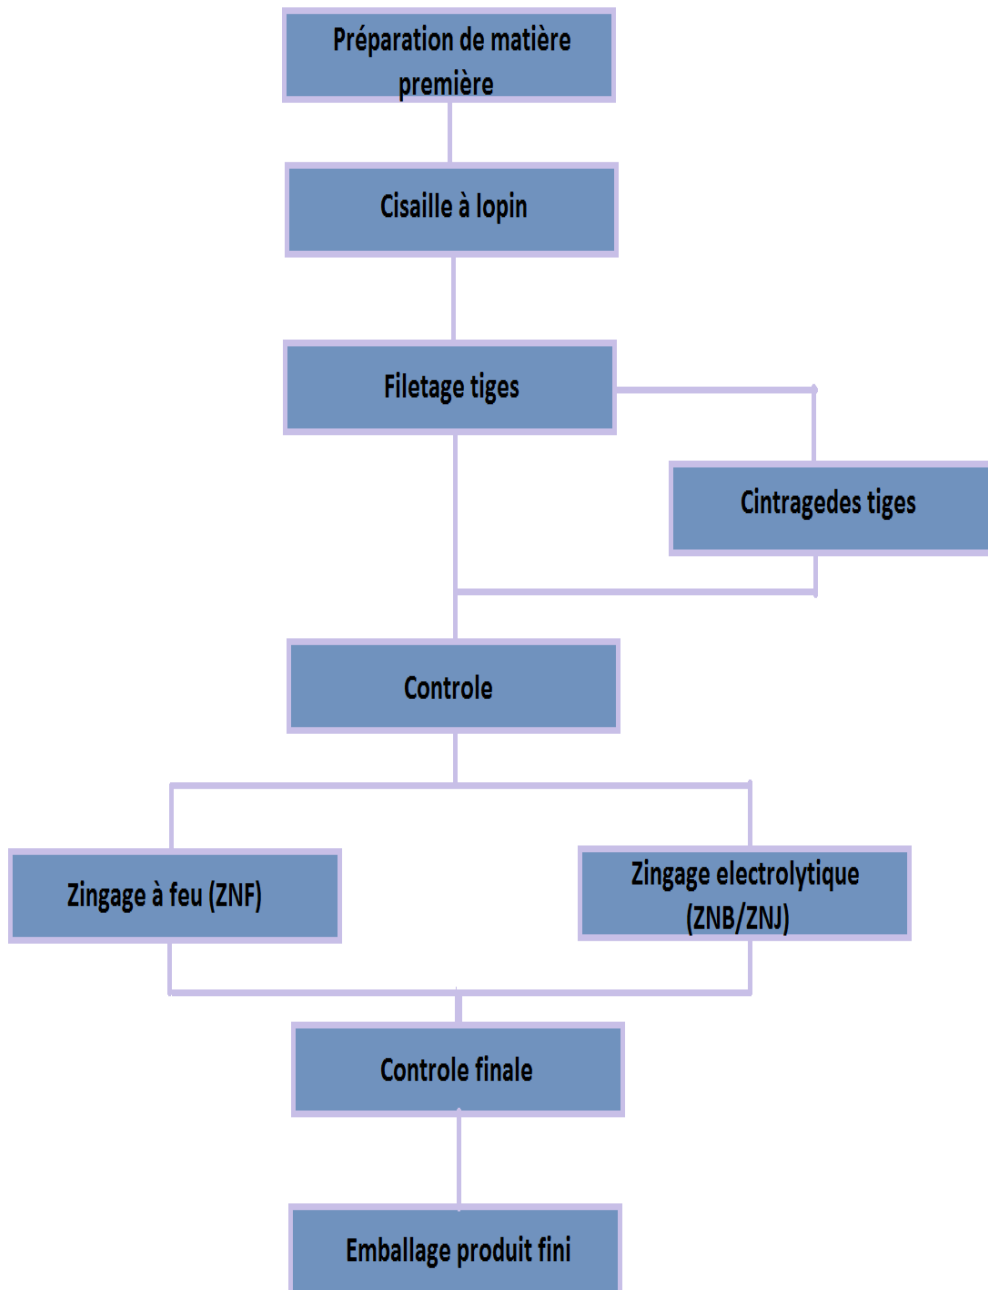 Préparation de matière
première
Cisaille à lopin
Filetage tiges
Cintragedes tiges
Controle
Zingage à feu (ZNF)
Zingage electrolytique
(ZNB/ZNJ)
Controle finale
Emballage produit fini